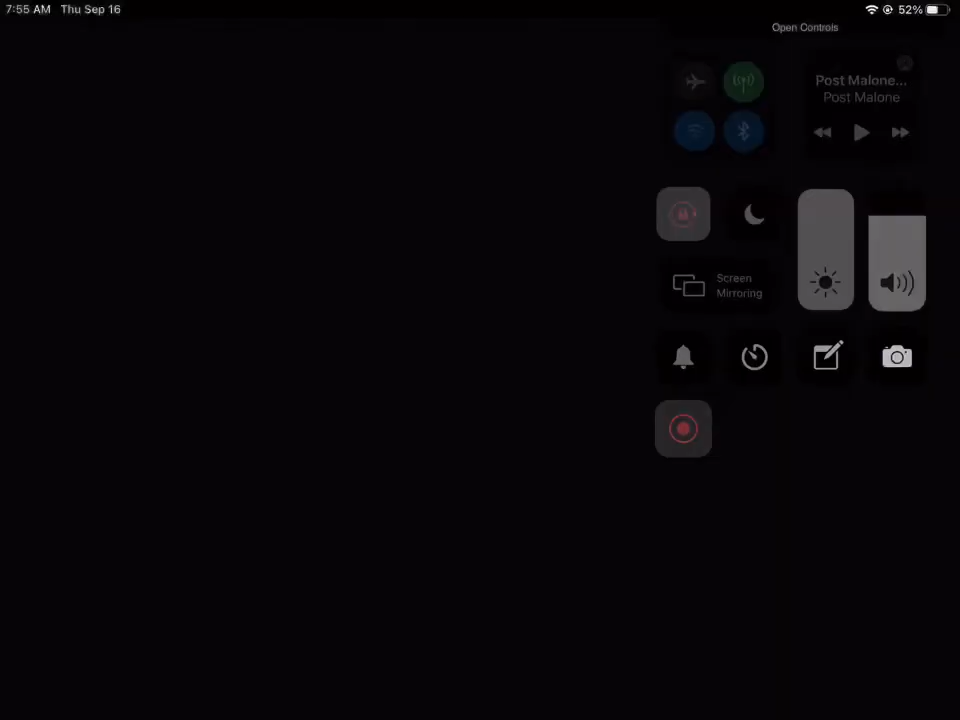 7:55 AM Thu Sep 16
52%
Open Controls
Post Malone...
Post Malone
Screen
Mirroring